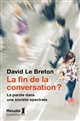 David Le Breton
La fin de la
conversation ?
La parole dans
une société spectrale
Métailié